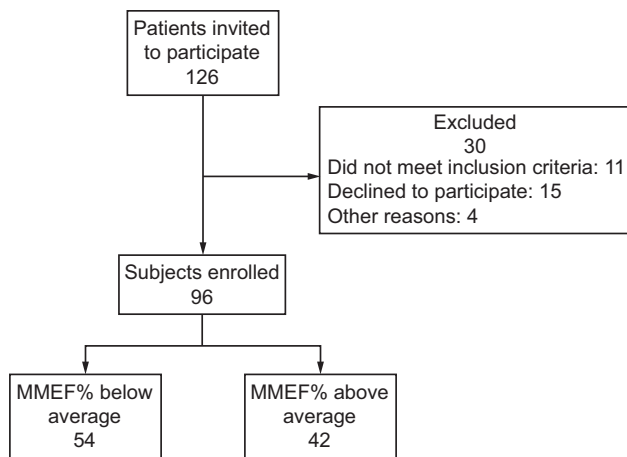 Patients invited
to participate
126
Excluded
30
Did not meet inclusion criteria: 11
Declined to participate: 15
Other reasons: 4
Subjects enrolled
96
MMEF% below
average
54
MMEF% above
average
42